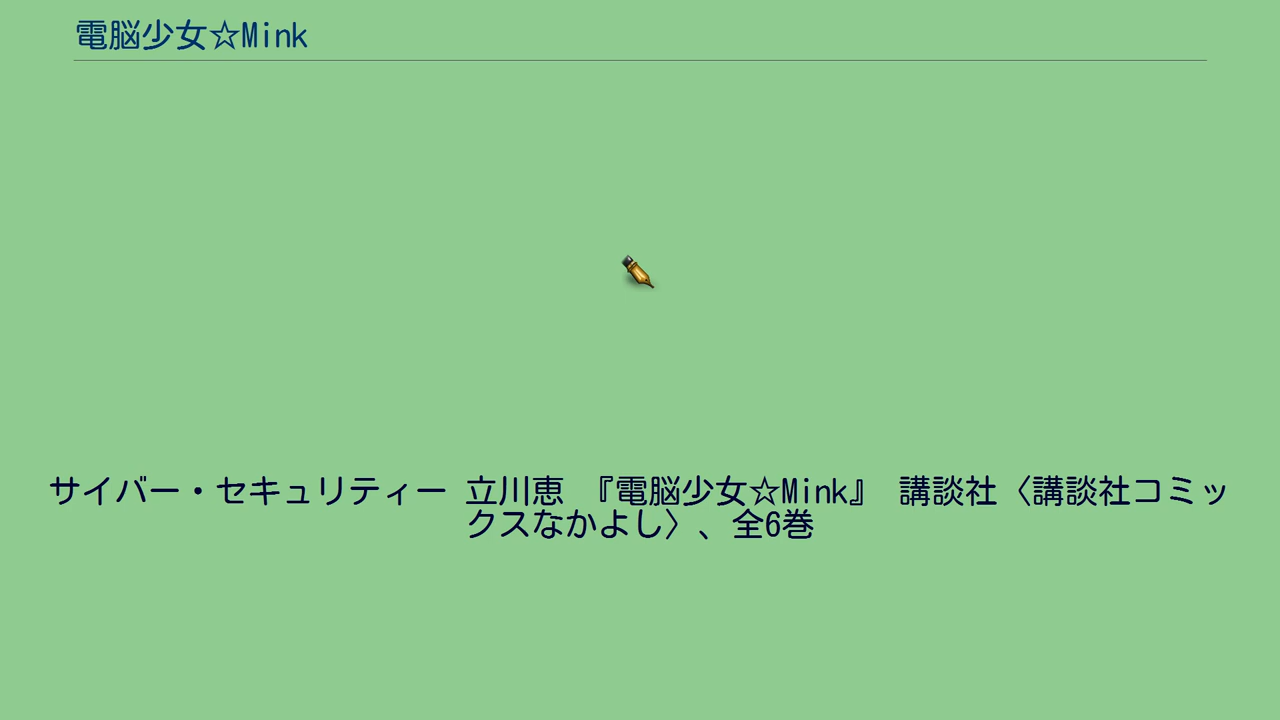 電脳少女☆Mink
サイバー・セキュリティー 立川恵 『電脳少女☆Mink』 講談社〈講談社コミッ
クスなかよし〉、全6巻